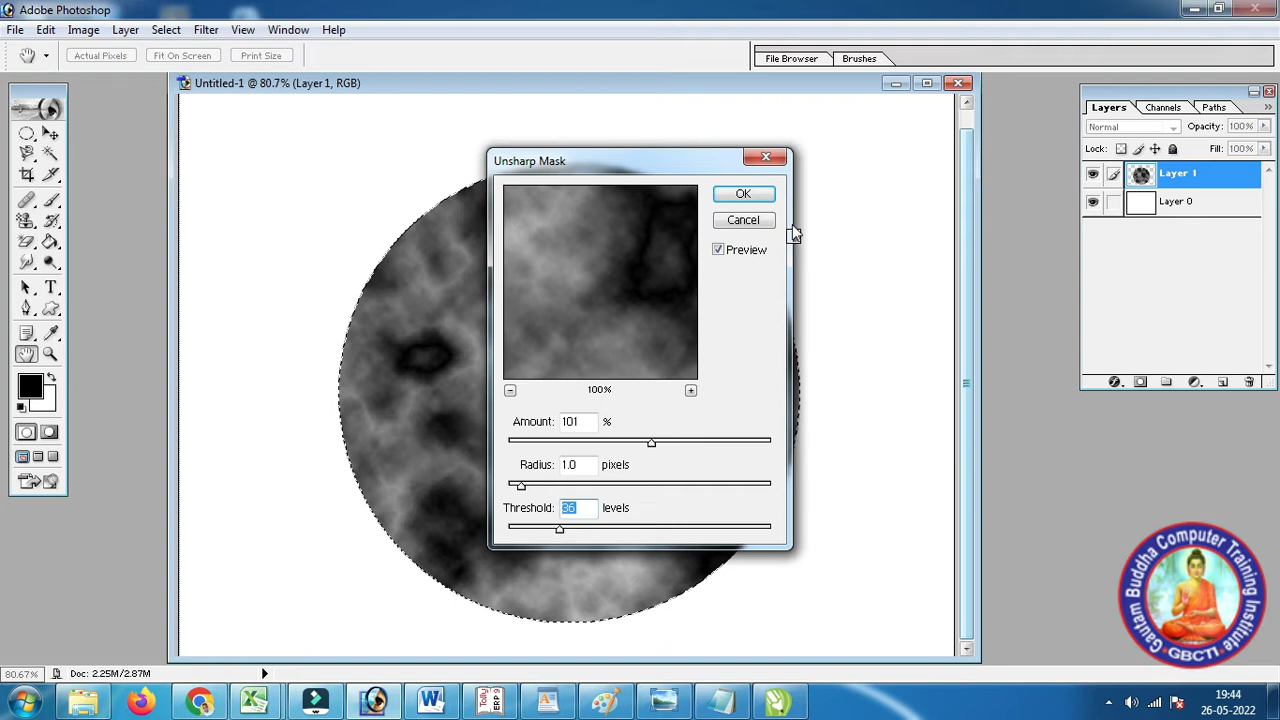 Adobe Photoshop
File Edit Image Layer Select Filter View Window Help
Actual Pixels Fit On Screen Print Size
File Browser Brushes
Untitled-1 @ 80.7% (Layer 1, RGB)
Layers Channels Paths
Normal Opacity: 100%
Lock: Fill: 100%
Layer 1
Layer 0
Unsharp Mask
OK
Cancel
Preview
100%
Amount: 101 %
Radius: 1.0 pixels
Threshold: 36 levels
Gautam Buddha Computer Training Institute
GBCTI
80.67% Doc: 2.25M/2.87M
Tally
ERP 9
19:44
26-05-2022